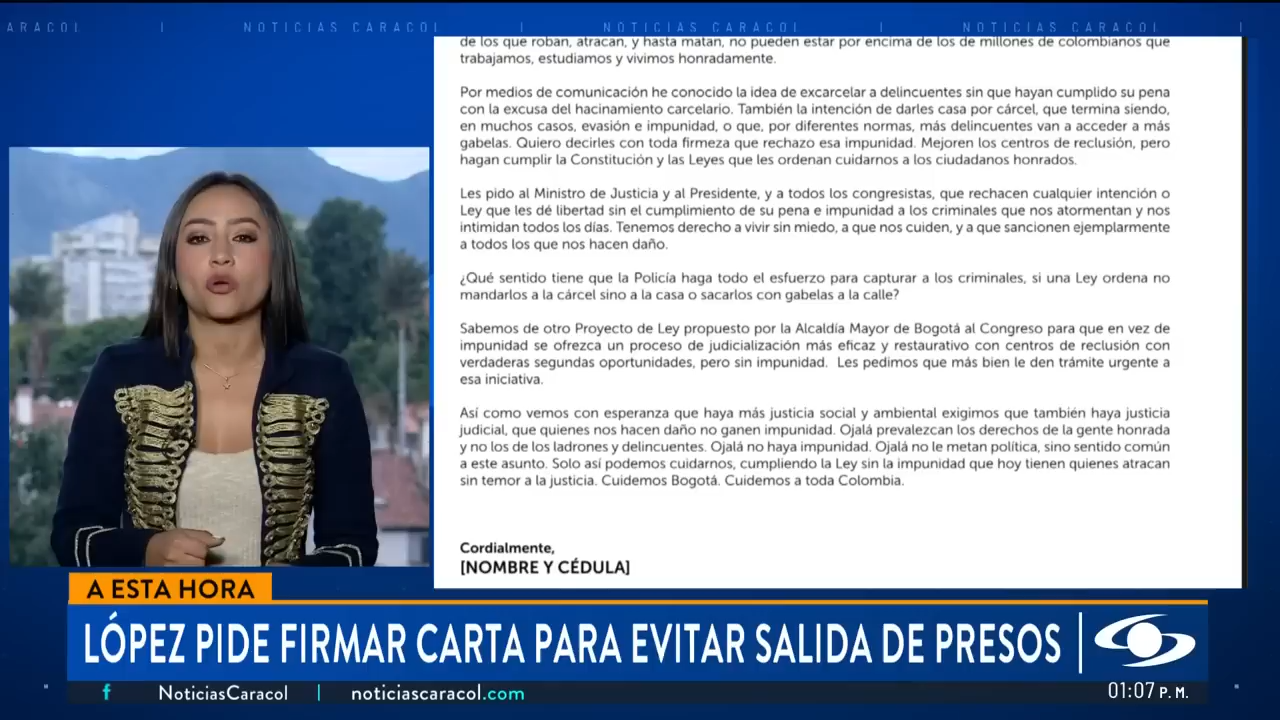 ARACOL | NOTICIAS CARACOL | NOTICIAS CARACOL | NOTICIAS CARACOL |
de los que roban, atracan, y hasta matan, no pueden estar por encima de los de millones de colombianos que
trabajamos, estudiamos y vivimos honradamente.
Por medios de comunicación he conocido la idea de excarcelar a delincuentes sin que hayan cumplido su pena
con la excusa del hacinamiento carcelario. También la intención de darles casa por cárcel, que termina siendo,
en muchos casos, evasión e impunidad, o que, por diferentes normas, más delincuentes van a acceder a más
gabelas. Quiero decirles con toda firmeza que rechazo esa impunidad. Mejoren los centros de reclusión, pero
hagan cumplir la Constitución y las Leyes que les ordenan cuidarnos a los ciudadanos honrados.
Les pido al Ministro de Justicia y al Presidente, y a todos los congresistas, que rechacen cualquier intención o
Ley que les dé libertad sin el cumplimiento de su pena e impunidad a los criminales que nos atormentan y nos
intimidan todos los días. Tenemos derecho a vivir sin miedo, a que nos cuiden, y a que sancionen ejemplarmente
a todos los que nos hacen daño.
¿Qué sentido tiene que la Policía haga todo el esfuerzo para capturar a los criminales, si una Ley ordena no
mandarlos a la cárcel sino a la casa o sacarlos con gabelas a la calle?
Sabemos de otro Proyecto de Ley propuesto por la Alcaldía Mayor de Bogotá al Congreso para que en vez de
impunidad se ofrezca un proceso de judicialización más eficaz y restaurativo con centros de reclusión con
verdaderas segundas oportunidades, pero sin impunidad. Les pedimos que más bien le den trámite urgente a
esa iniciativa.
Así como vemos con esperanza que haya más justicia social y ambiental exigimos que también haya justicia
judicial, que quienes nos hacen daño no ganen impunidad. Ojalá prevalezcan los derechos de la gente honrada
y no los de los ladrones y delincuentes. Ojalá no haya impunidad. Ojalá no le metan política, sino sentido común
a este asunto. Solo así podemos cuidarnos, cumpliendo la Ley sin la impunidad que hoy tienen quienes atracan
sin temor a la justicia. Cuidemos Bogotá. Cuidemos a toda Colombia.
Cordialmente,
[NOMBRE Y CÉDULA]
A ESTA HORA
LÓPEZ PIDE FIRMAR CARTA PARA EVITAR SALIDA DE PRESOS
f NoticiasCaracol | noticiascaracol.com 01:07 P. M.